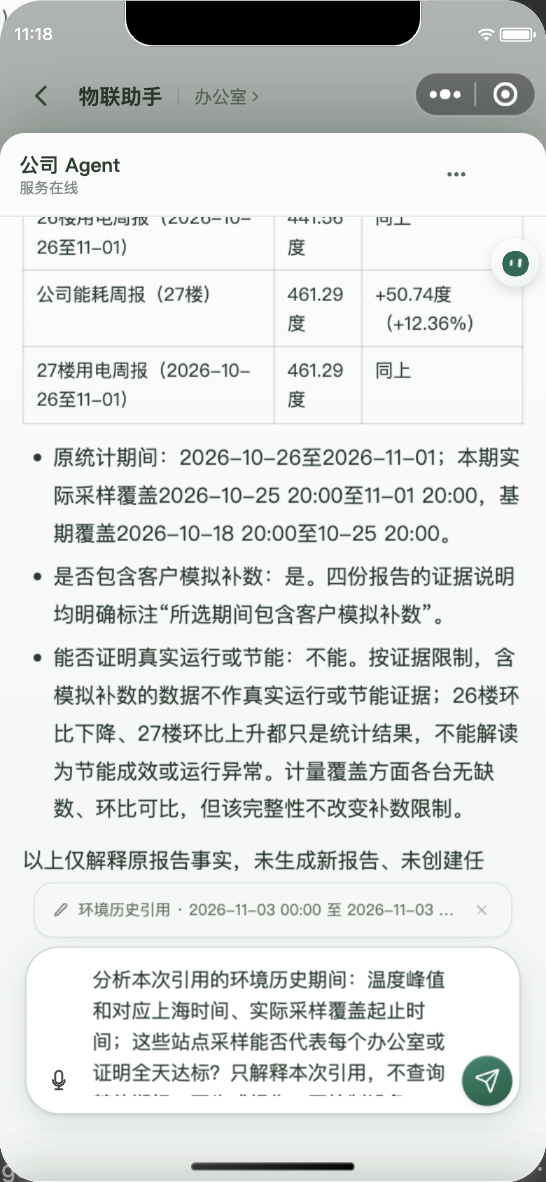 11:18
物联助手 办公室 >
公司 Agent
服务在线
26楼用电周报（2026-10-26至11-01） 441.56度 同上
公司能耗周报（27楼） 461.29度 +50.74度（+12.36%）
27楼用电周报（2026-10-26至11-01） 461.29度 同上
• 原统计期间：2026-10-26至2026-11-01；本期实
际采样覆盖2026-10-25 20:00至11-01 20:00，基
期覆盖2026-10-18 20:00至10-25 20:00。
• 是否包含客户模拟补数：是。四份报告的证据说明
均明确标注“所选期间包含客户模拟补数”。
• 能否证明真实运行或节能：不能。按证据限制，含
模拟补数的数据不作真实运行或节能证据；26楼环
比下降、27楼环比上升都只是统计结果，不能解读
为节能成效或运行异常。计量覆盖方面各台无缺
数、环比可比，但该完整性不改变补数限制。
以上仅解释原报告事实，未生成新报告、未创建任
环境历史引用 · 2026-11-03 00:00 至 2026-11-03 ...
分析本次引用的环境历史期间：温度峰值
和对应上海时间、实际采样覆盖起止时
间；这些站点采样能否代表每个办公室或
证明全天达标？只解释本次引用，不查询